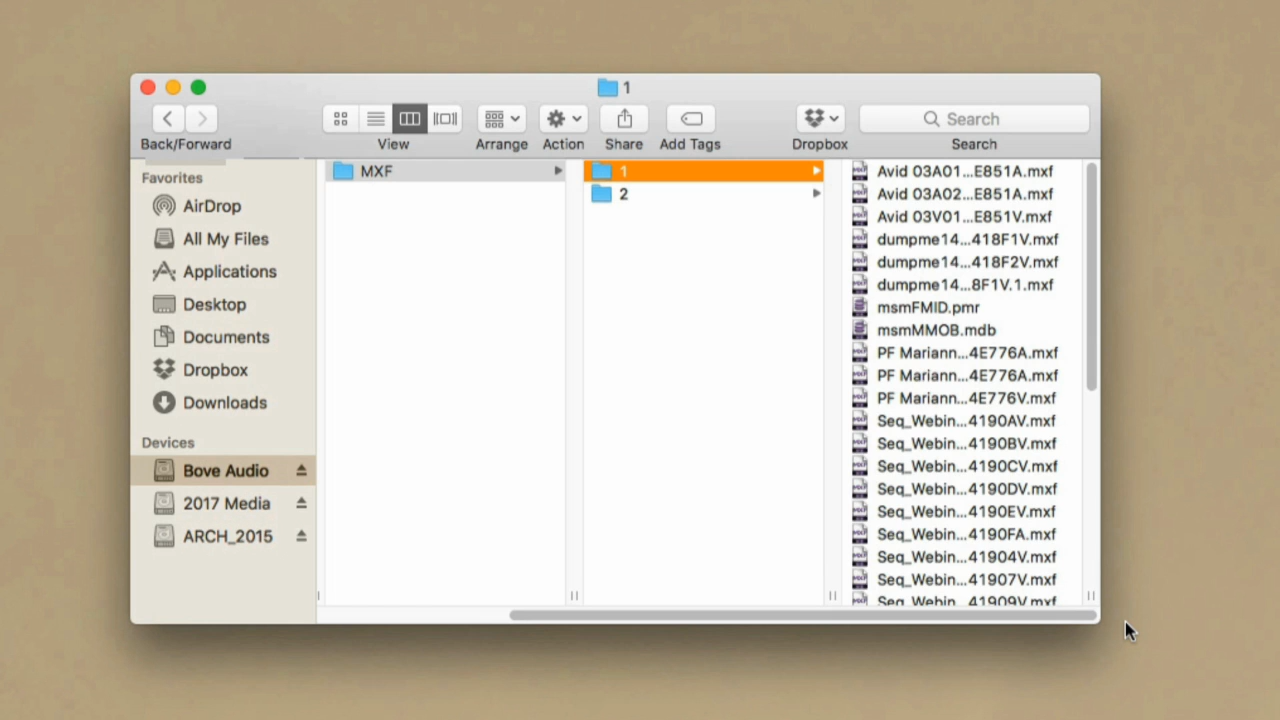 1
Back/Forward
View
Arrange
Action
Share
Add Tags
Dropbox
Search
Search
Favorites
AirDrop
All My Files
Applications
Desktop
Documents
Dropbox
Downloads
Devices
Bove Audio
2017 Media
ARCH_2015
MXF
1
2
Avid 03A01...E851A.mxf
Avid 03A02...E851A.mxf
Avid 03V01...E851V.mxf
dumpme14...418F1V.mxf
dumpme14...418F2V.mxf
dumpme14...8F1V.1.mxf
msmFMID.pmr
msmMMOB.mdb
PF Mariann...4E776A.mxf
PF Mariann...4E776A.mxf
PF Mariann...4E776V.mxf
Seq_Webin...4190AV.mxf
Seq_Webin...4190BV.mxf
Seq_Webin...4190CV.mxf
Seq_Webin...4190DV.mxf
Seq_Webin...4190EV.mxf
Seq_Webin...4190FA.mxf
Seq_Webin...41904V.mxf
Seq_Webin...41907V.mxf
Seq_Webin...41909V.mxf